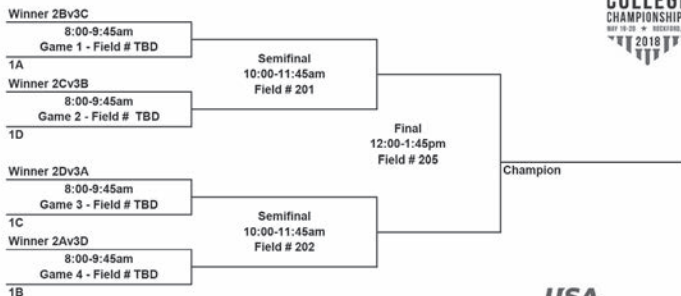 COLLEGE
CHAMPIONSHIP
2018
Winner 2Bv3C
8:00-9:45am
Game 1 - Field # TBD
1A
Semifinal
10:00-11:45am
Field # 201
Winner 2Cv3B
8:00-9:45am
Game 2 - Field # TBD
1D
Final
12:00-1:45pm
Field # 205
Champion
Winner 2Dv3A
8:00-9:45am
Game 3 - Field # TBD
1C
Semifinal
10:00-11:45am
Field # 202
Winner 2Av3D
8:00-9:45am
Game 4 - Field # TBD
1B
USA